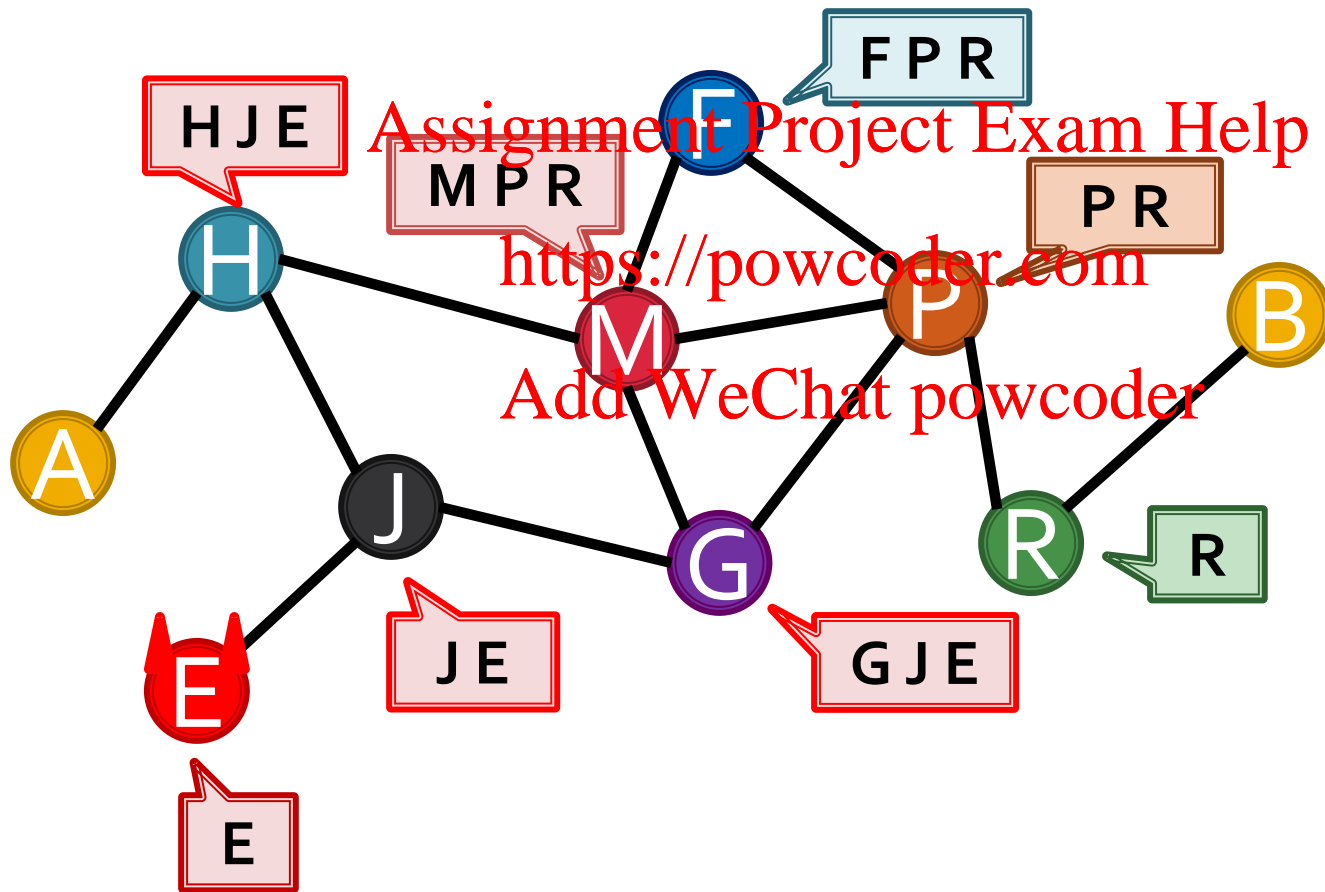 F P R
H J E
F
Assignment Project Exam Help
M P R
P R
H
https://powcoder.com
M
P
B
Add WeChat powcoder
A
J
G
R
R
J E
G J E
E
E